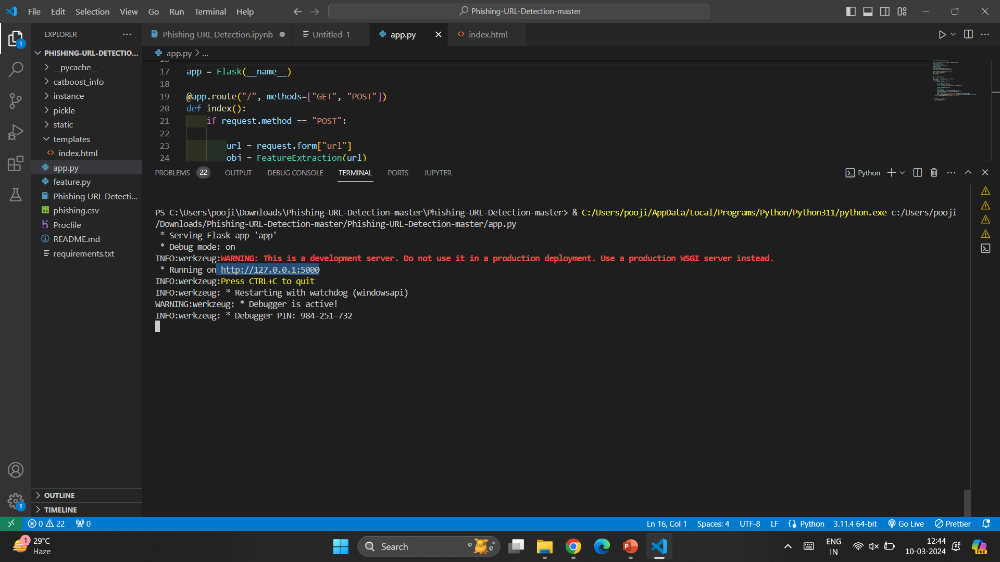 File Edit Selection View Go Run Terminal Help
Phishing-URL-Detection-master
EXPLORER
Phishing URL Detection.ipynb
Untitled-1
app.py
index.html
PHISHING-URL-DETECTIO...
__pycache__
catboost_info
instance
pickle
static
templates
index.html
app.py
feature.py
Phishing URL Detecti...
phishing.csv
Procfile
README.md
requirements.txt
OUTLINE
TIMELINE
app.py > ...
16
17 app = Flask(__name__)
18
19 @app.route("/", methods=["GET", "POST"])
20 def index():
21 if request.method == "POST":
22
23 url = request.form["url"]
24 obj = FeatureExtraction(url)
PROBLEMS 22 OUTPUT DEBUG CONSOLE TERMINAL PORTS JUPYTER
Python
PS C:\Users\pooji\Downloads\Phishing-URL-Detection-master\Phishing-URL-Detection-master> & C:/Users/pooji/AppData/Local/Programs/Python/Python311/python.exe c:/Users/pooji
/Downloads/Phishing-URL-Detection-master/Phishing-URL-Detection-master/app.py
* Serving Flask app 'app'
* Debug mode: on
INFO:werkzeug:WARNING: This is a development server. Do not use it in a production deployment. Use a production WSGI server instead.
* Running on http://127.0.0.1:5000
INFO:werkzeug:Press CTRL+C to quit
INFO:werkzeug: * Restarting with watchdog (windowsapi)
WARNING:werkzeug: * Debugger is active!
INFO:werkzeug: * Debugger PIN: 984-251-732
1
1
0 22 0
Ln 16, Col 1 Spaces: 4 UTF-8 LF Python 3.11.4 64-bit Go Live Prettier
1
29°C
Haze
Search
P
ENG
IN
12:44
10-03-2024
PRE